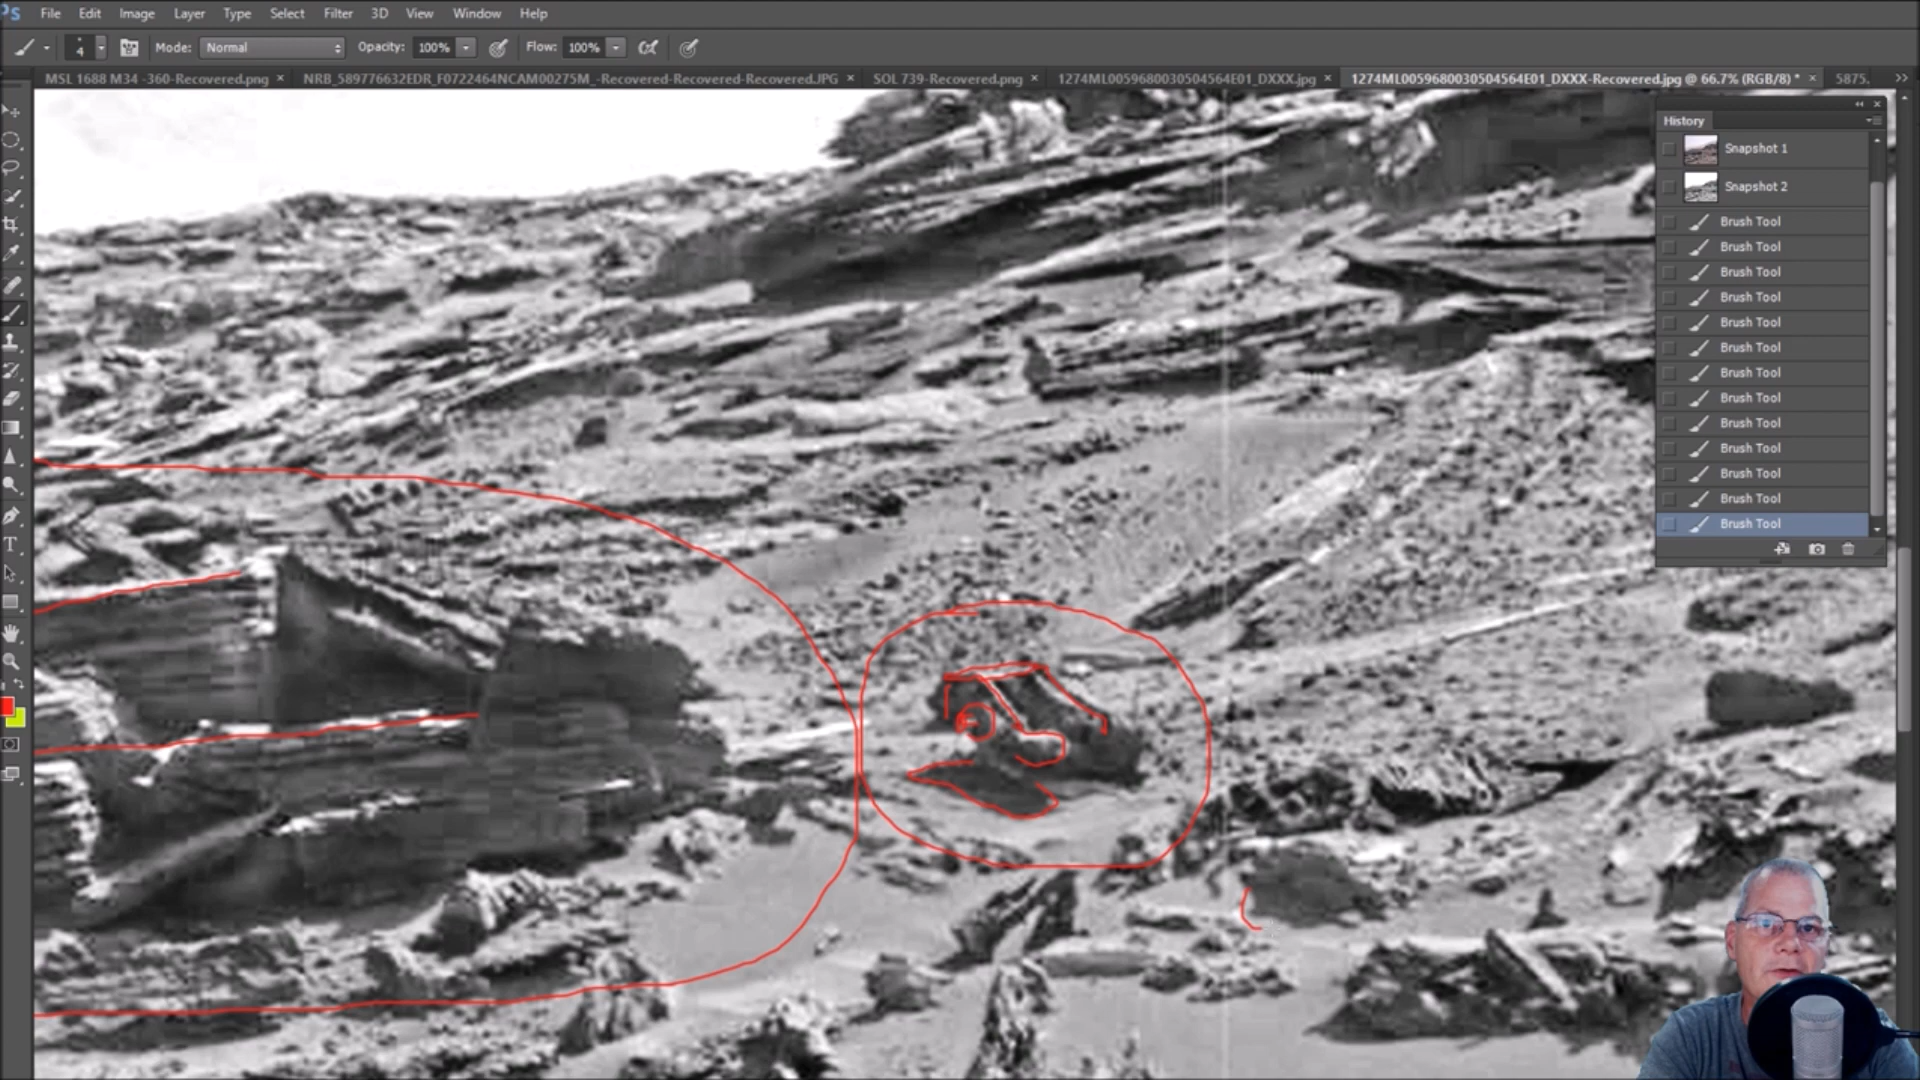 Ps File Edit Image Layer Type Select Filter 3D View Window Help
4 Mode: Normal Opacity: 100% Flow: 100%
MSL 1688 M34 -360-Recovered.png × NRB_589776632EDR_F0722464NCAM00275M_-Recovered-Recovered-Recovered.JPG × SOL 739-Recovered.png × 1274ML0059680030504564E01_DXXX.jpg × 1274ML0059680030504564E01_DXXX-Recovered.jpg @ 66.7% (RGB/8) * × 5875. >>
History
Snapshot 1
Snapshot 2
Brush Tool
Brush Tool
Brush Tool
Brush Tool
Brush Tool
Brush Tool
Brush Tool
Brush Tool
Brush Tool
Brush Tool
Brush Tool
Brush Tool
Brush Tool
T